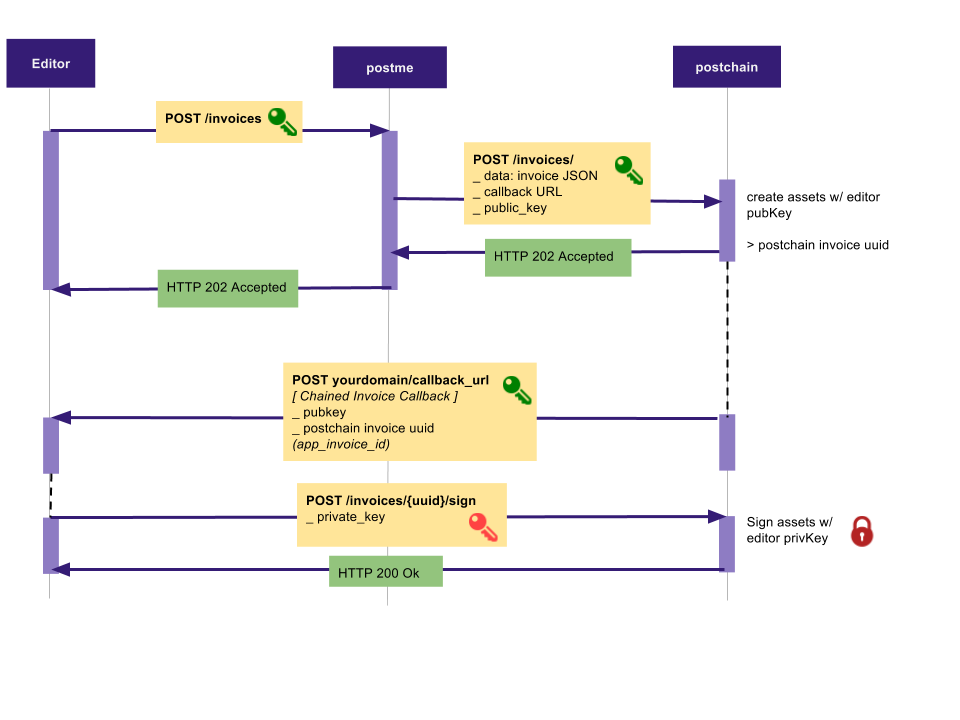 Editor
postme
postchain
POST /invoices
POST /invoices/
_ data: invoice JSON
_ callback URL
_ public_key
create assets w/ editor
pubKey
> postchain invoice uuid
HTTP 202 Accepted
HTTP 202 Accepted
POST yourdomain/callback_url
[ Chained Invoice Callback ]
_ pubkey
_ postchain invoice uuid
(app_invoice_id)
POST /invoices/{uuid}/sign
_ private_key
Sign assets w/
editor privKey
HTTP 200 Ok